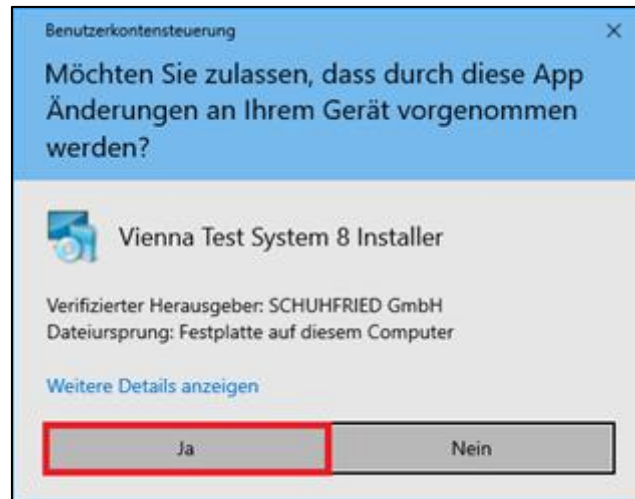 Benutzerkontensteuerung
Möchten Sie zulassen, dass durch diese App
Änderungen an Ihrem Gerät vorgenommen
werden?
Vienna Test System 8 Installer
Verifizierter Herausgeber: SCHUHFRIED GmbH
Dateiursprung: Festplatte auf diesem Computer
Weitere Details anzeigen
Ja
Nein